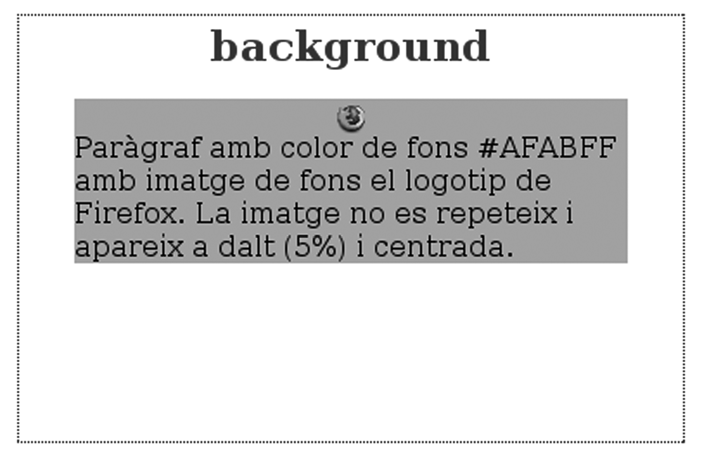 background
Paràgraf amb color de fons #AFABFF
amb imatge de fons el logotip de
Firefox. La imatge no es repeteix i
apareix a dalt (5%) i centrada.